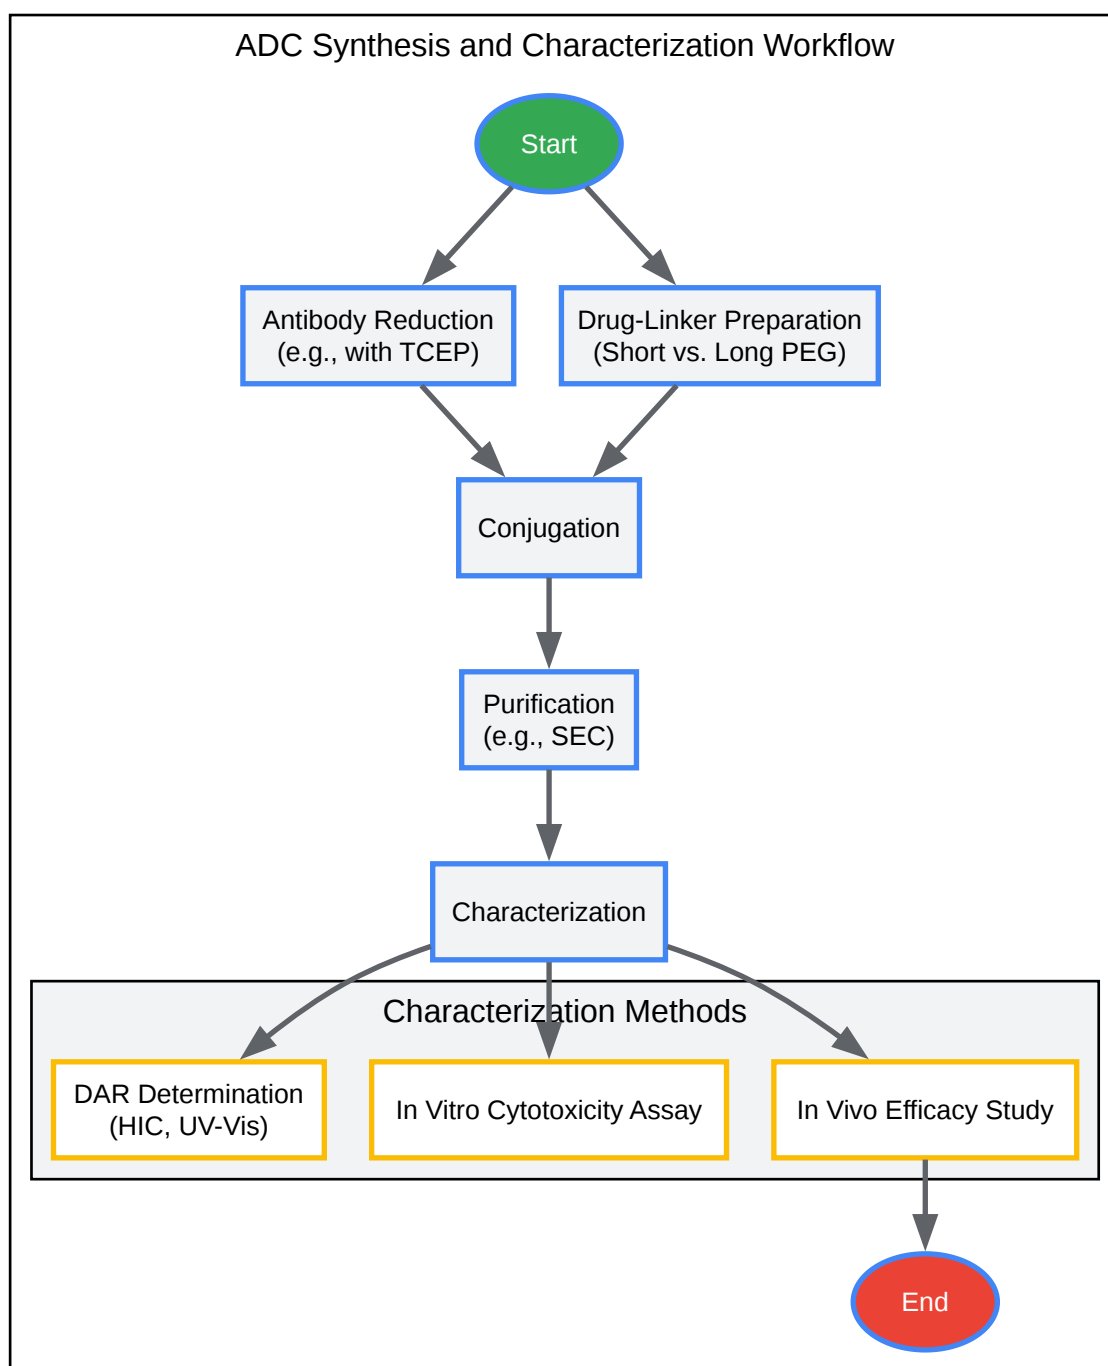 ADC Synthesis and Characterization Workflow
Start
Antibody Reduction
(e.g., with TCEP)
Drug-Linker Preparation
(Short vs. Long PEG)
Conjugation
Purification
(e.g., SEC)
Characterization
Characterization Methods
DAR Determination
(HIC, UV-Vis)
In Vitro Cytotoxicity Assay
In Vivo Efficacy Study
End